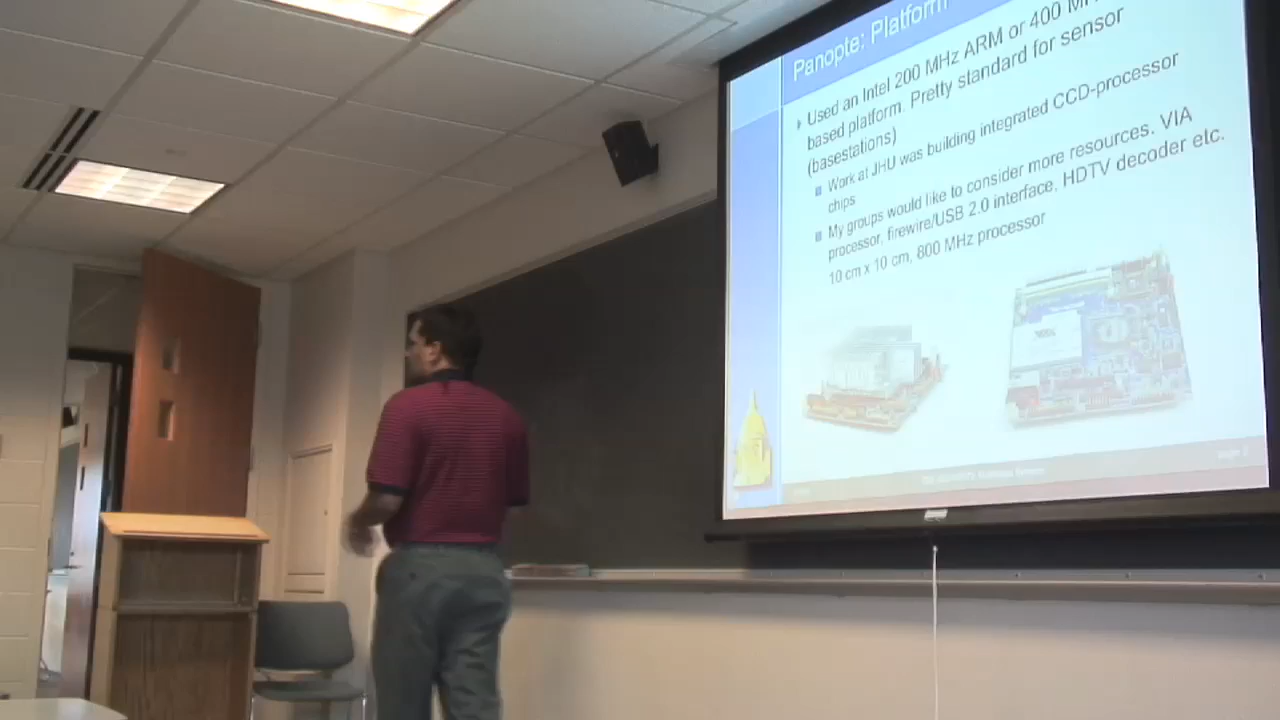 Panopte: Platform
Used an Intel 200 MHz ARM or 400 MH
based platform. Pretty standard for sensor
(basestations)
Work at JHU was building integrated CCD-processor
chips
My groups would like to consider more resources. VIA
processor, firewire/USB 2.0 interface. HDTV decoder etc.
10 cm x 10 cm, 800 MHz processor